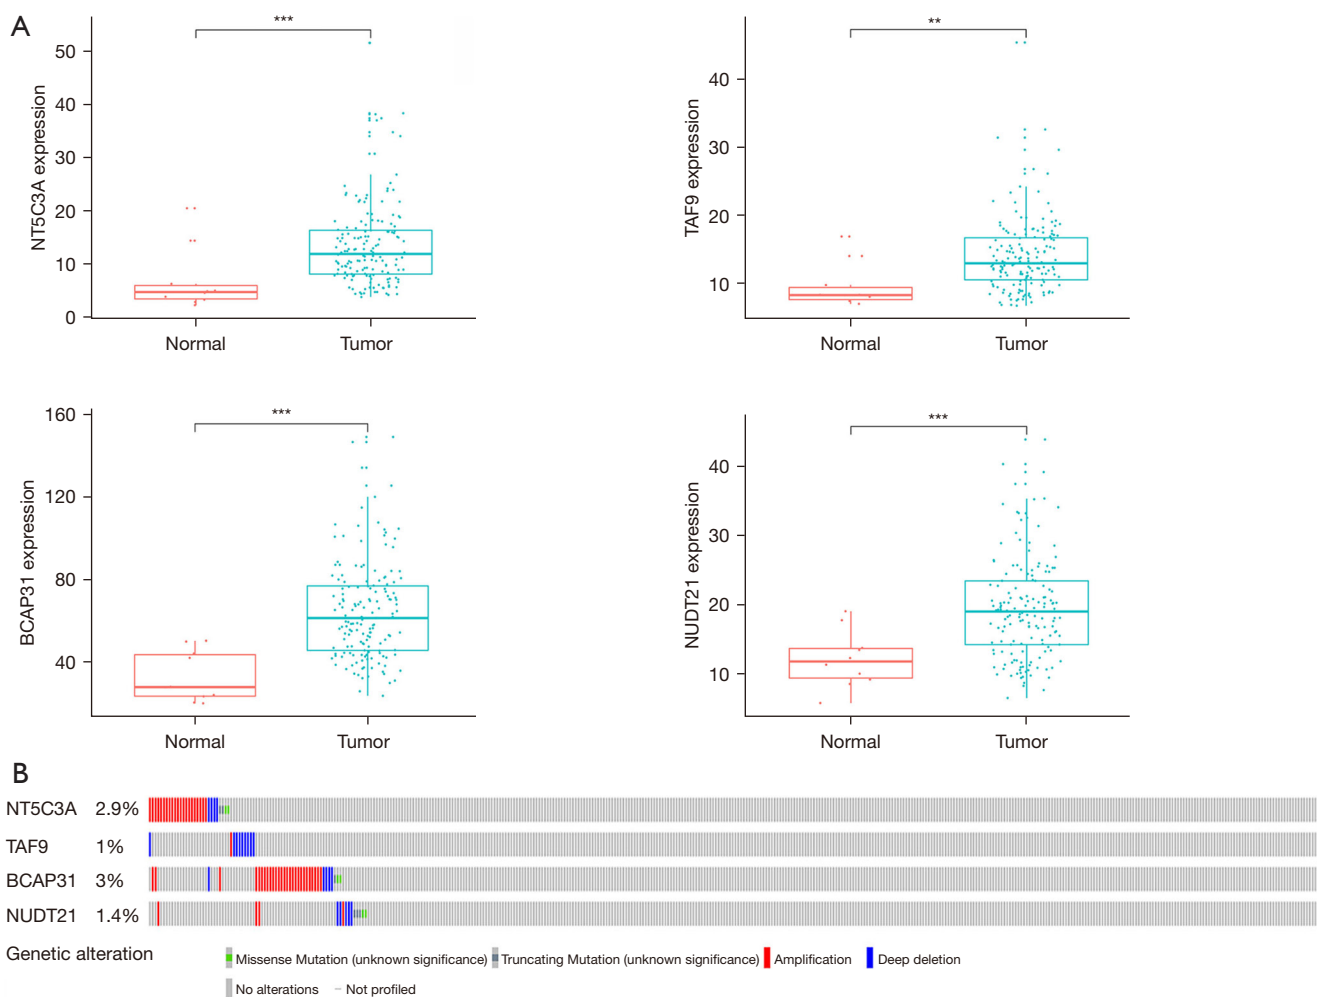 A
***
50
40
30
20
10
0
NT5C3A expression
Normal Tumor
**
40
30
20
10
TAF9 expression
Normal Tumor
***
160
120
80
40
BCAP31 expression
Normal Tumor
***
40
30
20
10
NUDT21 expression
Normal Tumor
B
NT5C3A 2.9%
TAF9 1%
BCAP31 3%
NUDT21 1.4%
Genetic alteration Missense Mutation (unknown significance) Truncating Mutation (unknown significance) Amplification Deep deletion
No alterations – Not profiled